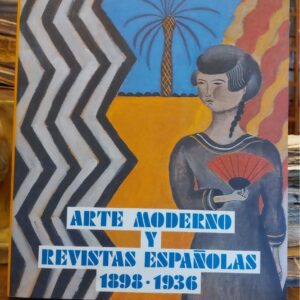 ARTE MODERNO
Y
REVISTAS ESPAÑOLAS
1898 · 1936